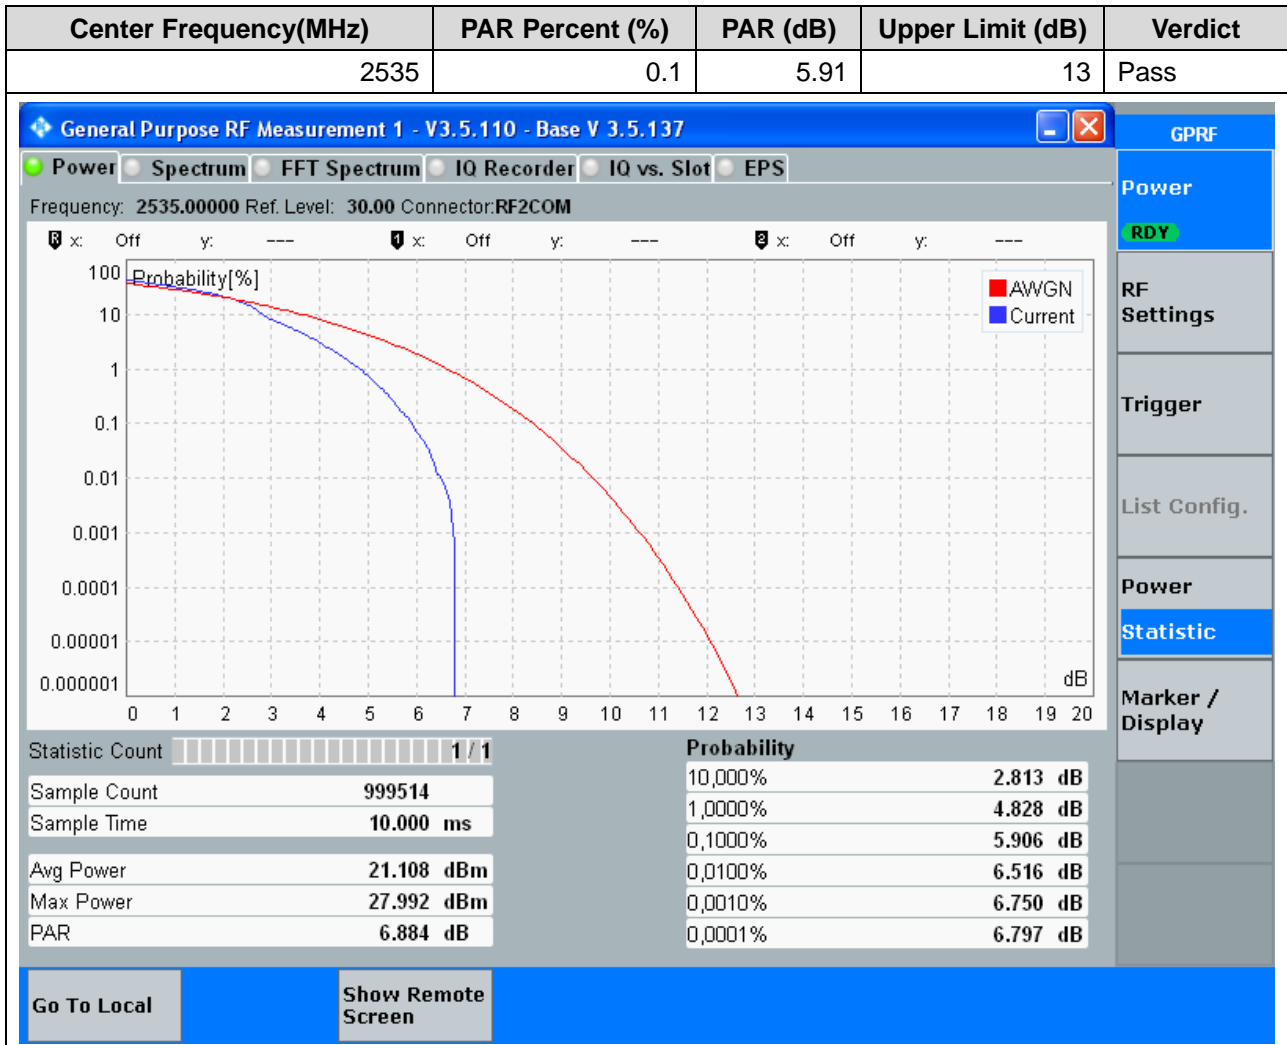 Center Frequency(MHz) PAR Percent (%) PAR (dB) Upper Limit (dB) Verdict
2535 0.1 5.91 13 Pass
General Purpose RF Measurement 1 - V3.5.110 - Base V 3.5.137
GPRF
Power Spectrum FFT Spectrum IQ Recorder IQ vs. Slot EPS
Power
RDY
Frequency: 2535.00000 Ref. Level: 30.00 Connector:RF2COM
R x: Off y: --- 1 x: Off y: --- 2 x: Off y: ---
Probability[%]
AWGN
Current
100
10
1
0.1
0.01
0.001
0.0001
0.00001
0.000001
dB
0 1 2 3 4 5 6 7 8 9 10 11 12 13 14 15 16 17 18 19 20
RF
Settings
Trigger
List Config.
Power
Statistic
Marker /
Display
Statistic Count 1 / 1
Sample Count 999514
Sample Time 10.000 ms
Avg Power 21.108 dBm
Max Power 27.992 dBm
PAR 6.884 dB
Probability
10,000% 2.813 dB
1,0000% 4.828 dB
0,1000% 5.906 dB
0,0100% 6.516 dB
0,0010% 6.750 dB
0,0001% 6.797 dB
Go To Local
Show Remote
Screen